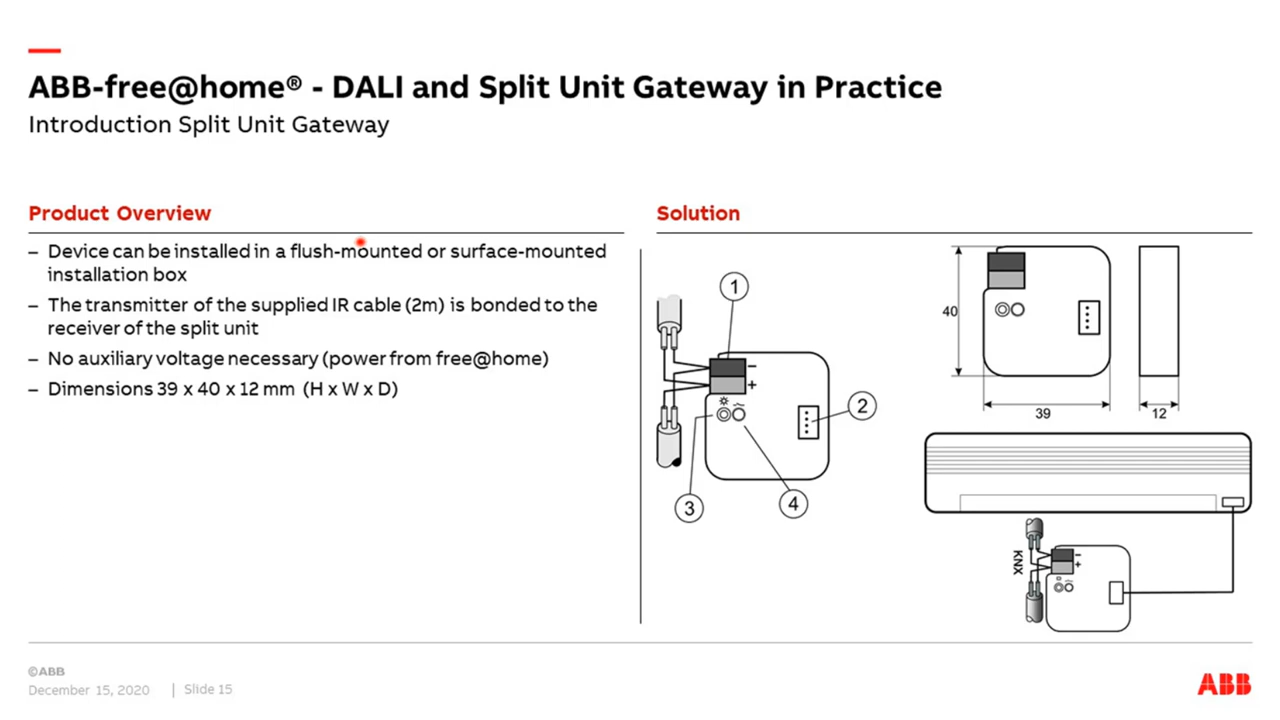 ABB-free@home® - DALI and Split Unit Gateway in Practice
Introduction Split Unit Gateway
Product Overview
– Device can be installed in a flush-mounted or surface-mounted
installation box
– The transmitter of the supplied IR cable (2m) is bonded to the
receiver of the split unit
– No auxiliary voltage necessary (power from free@home)
– Dimensions 39 x 40 x 12 mm (H x W x D)
Solution
1
−
+
2
3
4
40
39
12
KNX
−
+
©ABB
December 15, 2020 | Slide 15
ABB